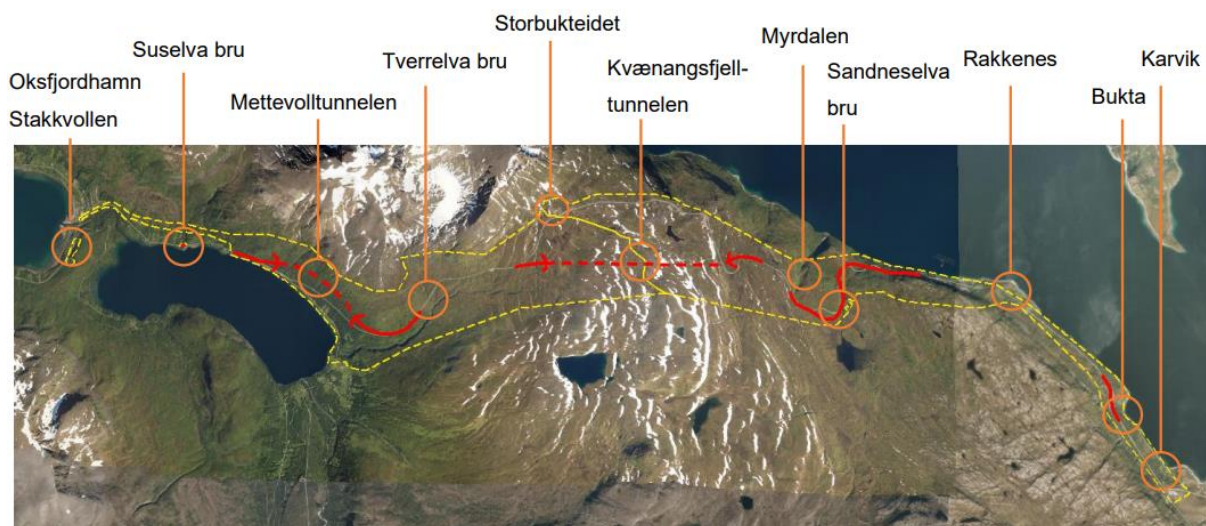 Oksfjordhamn
Stakkvollen
Suselva bru
Mettevolltunnelen
Tverrelva bru
Storbukteidet
Kvænangsfjell-
tunnelen
Myrdalen
Sandneselva
bru
Rakkenes
Bukta
Karvik